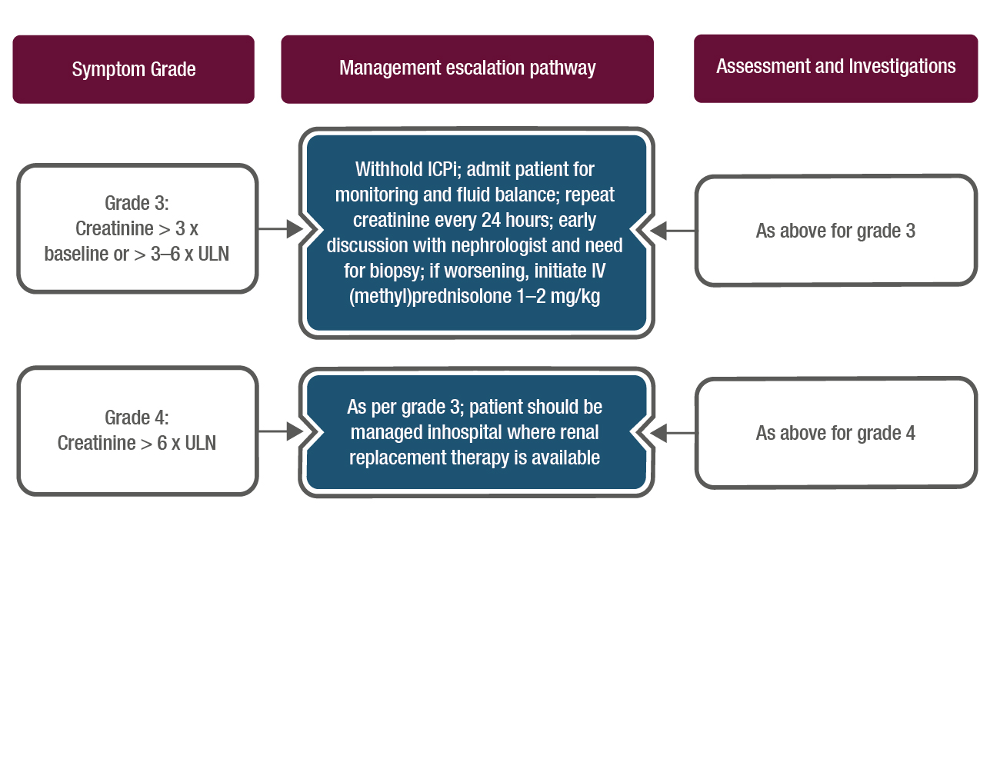 Symptom Grade
Management escalation pathway
Assessment and Investigations
Grade 3:
Creatinine > 3 x
baseline or > 3–6 x ULN
Withhold ICPi; admit patient for
monitoring and fluid balance; repeat
creatinine every 24 hours; early
discussion with nephrologist and need
for biopsy; if worsening, initiate IV
(methyl)prednisolone 1–2 mg/kg
As above for grade 3
Grade 4:
Creatinine > 6 x ULN
As per grade 3; patient should be
managed inhospital where renal
replacement therapy is available
As above for grade 4